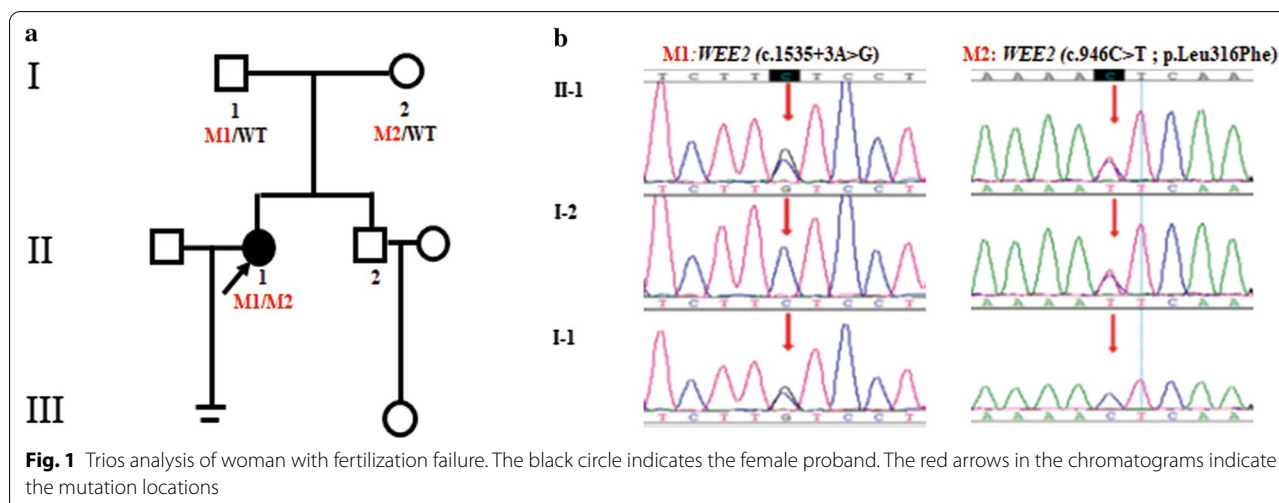 a
I
1
2
M1/WT
M2/WT
II
1
2
M1/M2
III
b
M1:WEE2 (c.1535+3A>G)
M2: WEE2 (c.946C>T ; p.Leu316Phe)
T C T T C T C C T
A A A A C T C A A
II-1
T C T T G T C C T
A A A A T T C A A
I-2
T C T T C T C C T
A A A A T T C A A
I-1
T C T T G T C C T
A A A A C T C A A
Fig. 1 Trios analysis of woman with fertilization failure. The black circle indicates the female proband. The red arrows in the chromatograms indicate
the mutation locations